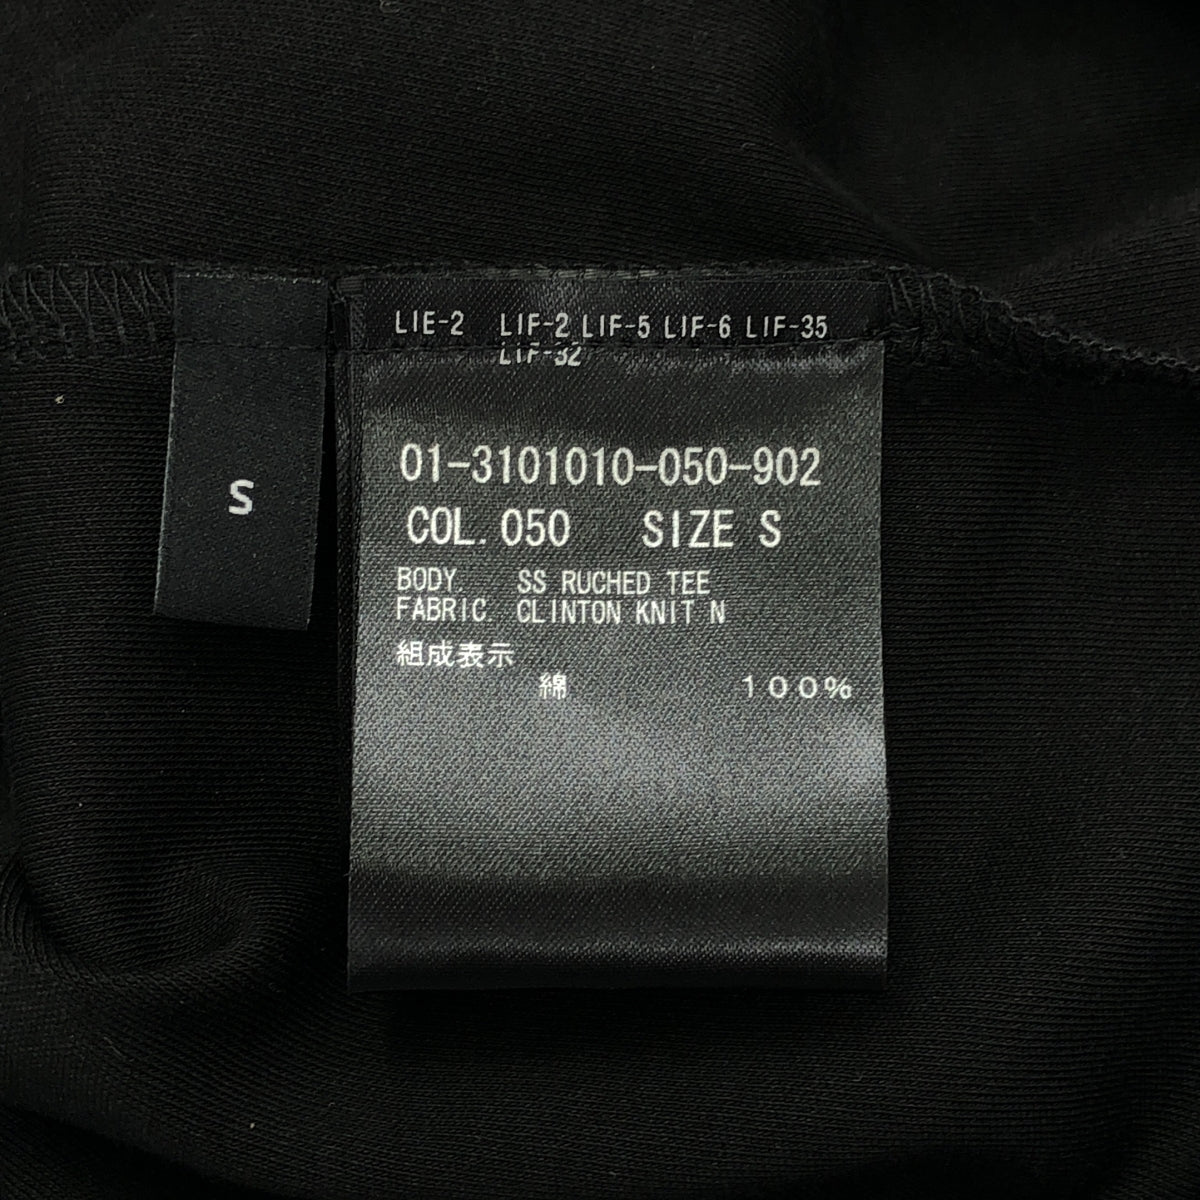 LIE-2 LIF-2 LIF-5 LIF-6 LIF-35
LIF-32
S
01-3101010-050-902
COL. 050 SIZE S
BODY SS RUCHED TEE
FABRIC. CLINTON KNIT N
組成表示
綿 100%